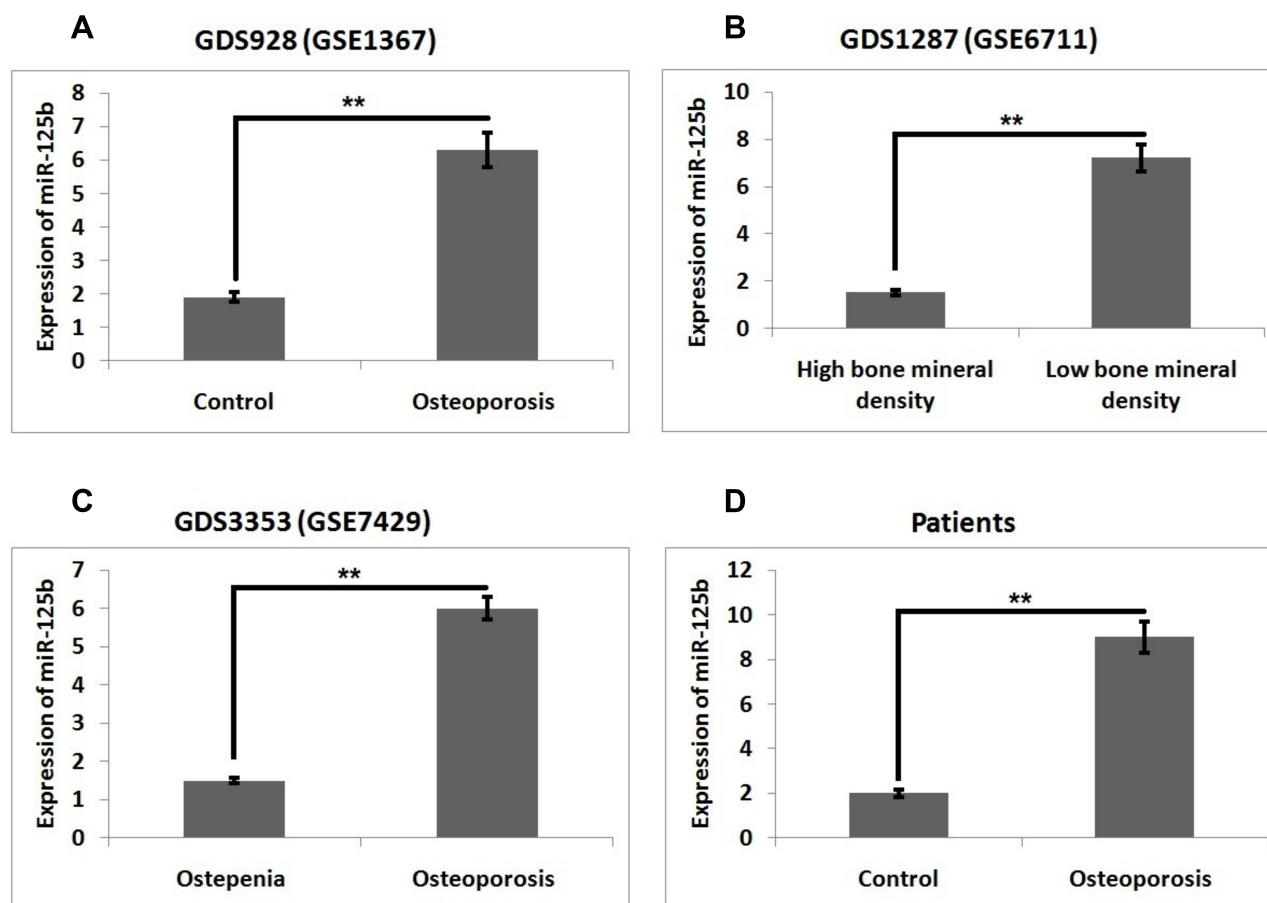 A
GDS928 (GSE1367)
Expression of miR-125b
8
7
6
5
4
3
2
1
0
**
Control
Osteoporosis
B
GDS1287 (GSE6711)
Expression of miR-125b
10
8
6
4
2
0
**
High bone mineral
density
Low bone mineral
density
C
GDS3353 (GSE7429)
Expression of miR-125b
7
6
5
4
3
2
1
0
**
Ostepenia
Osteoporosis
D
Patients
Expression of miR-125b
12
10
8
6
4
2
0
**
Control
Osteoporosis